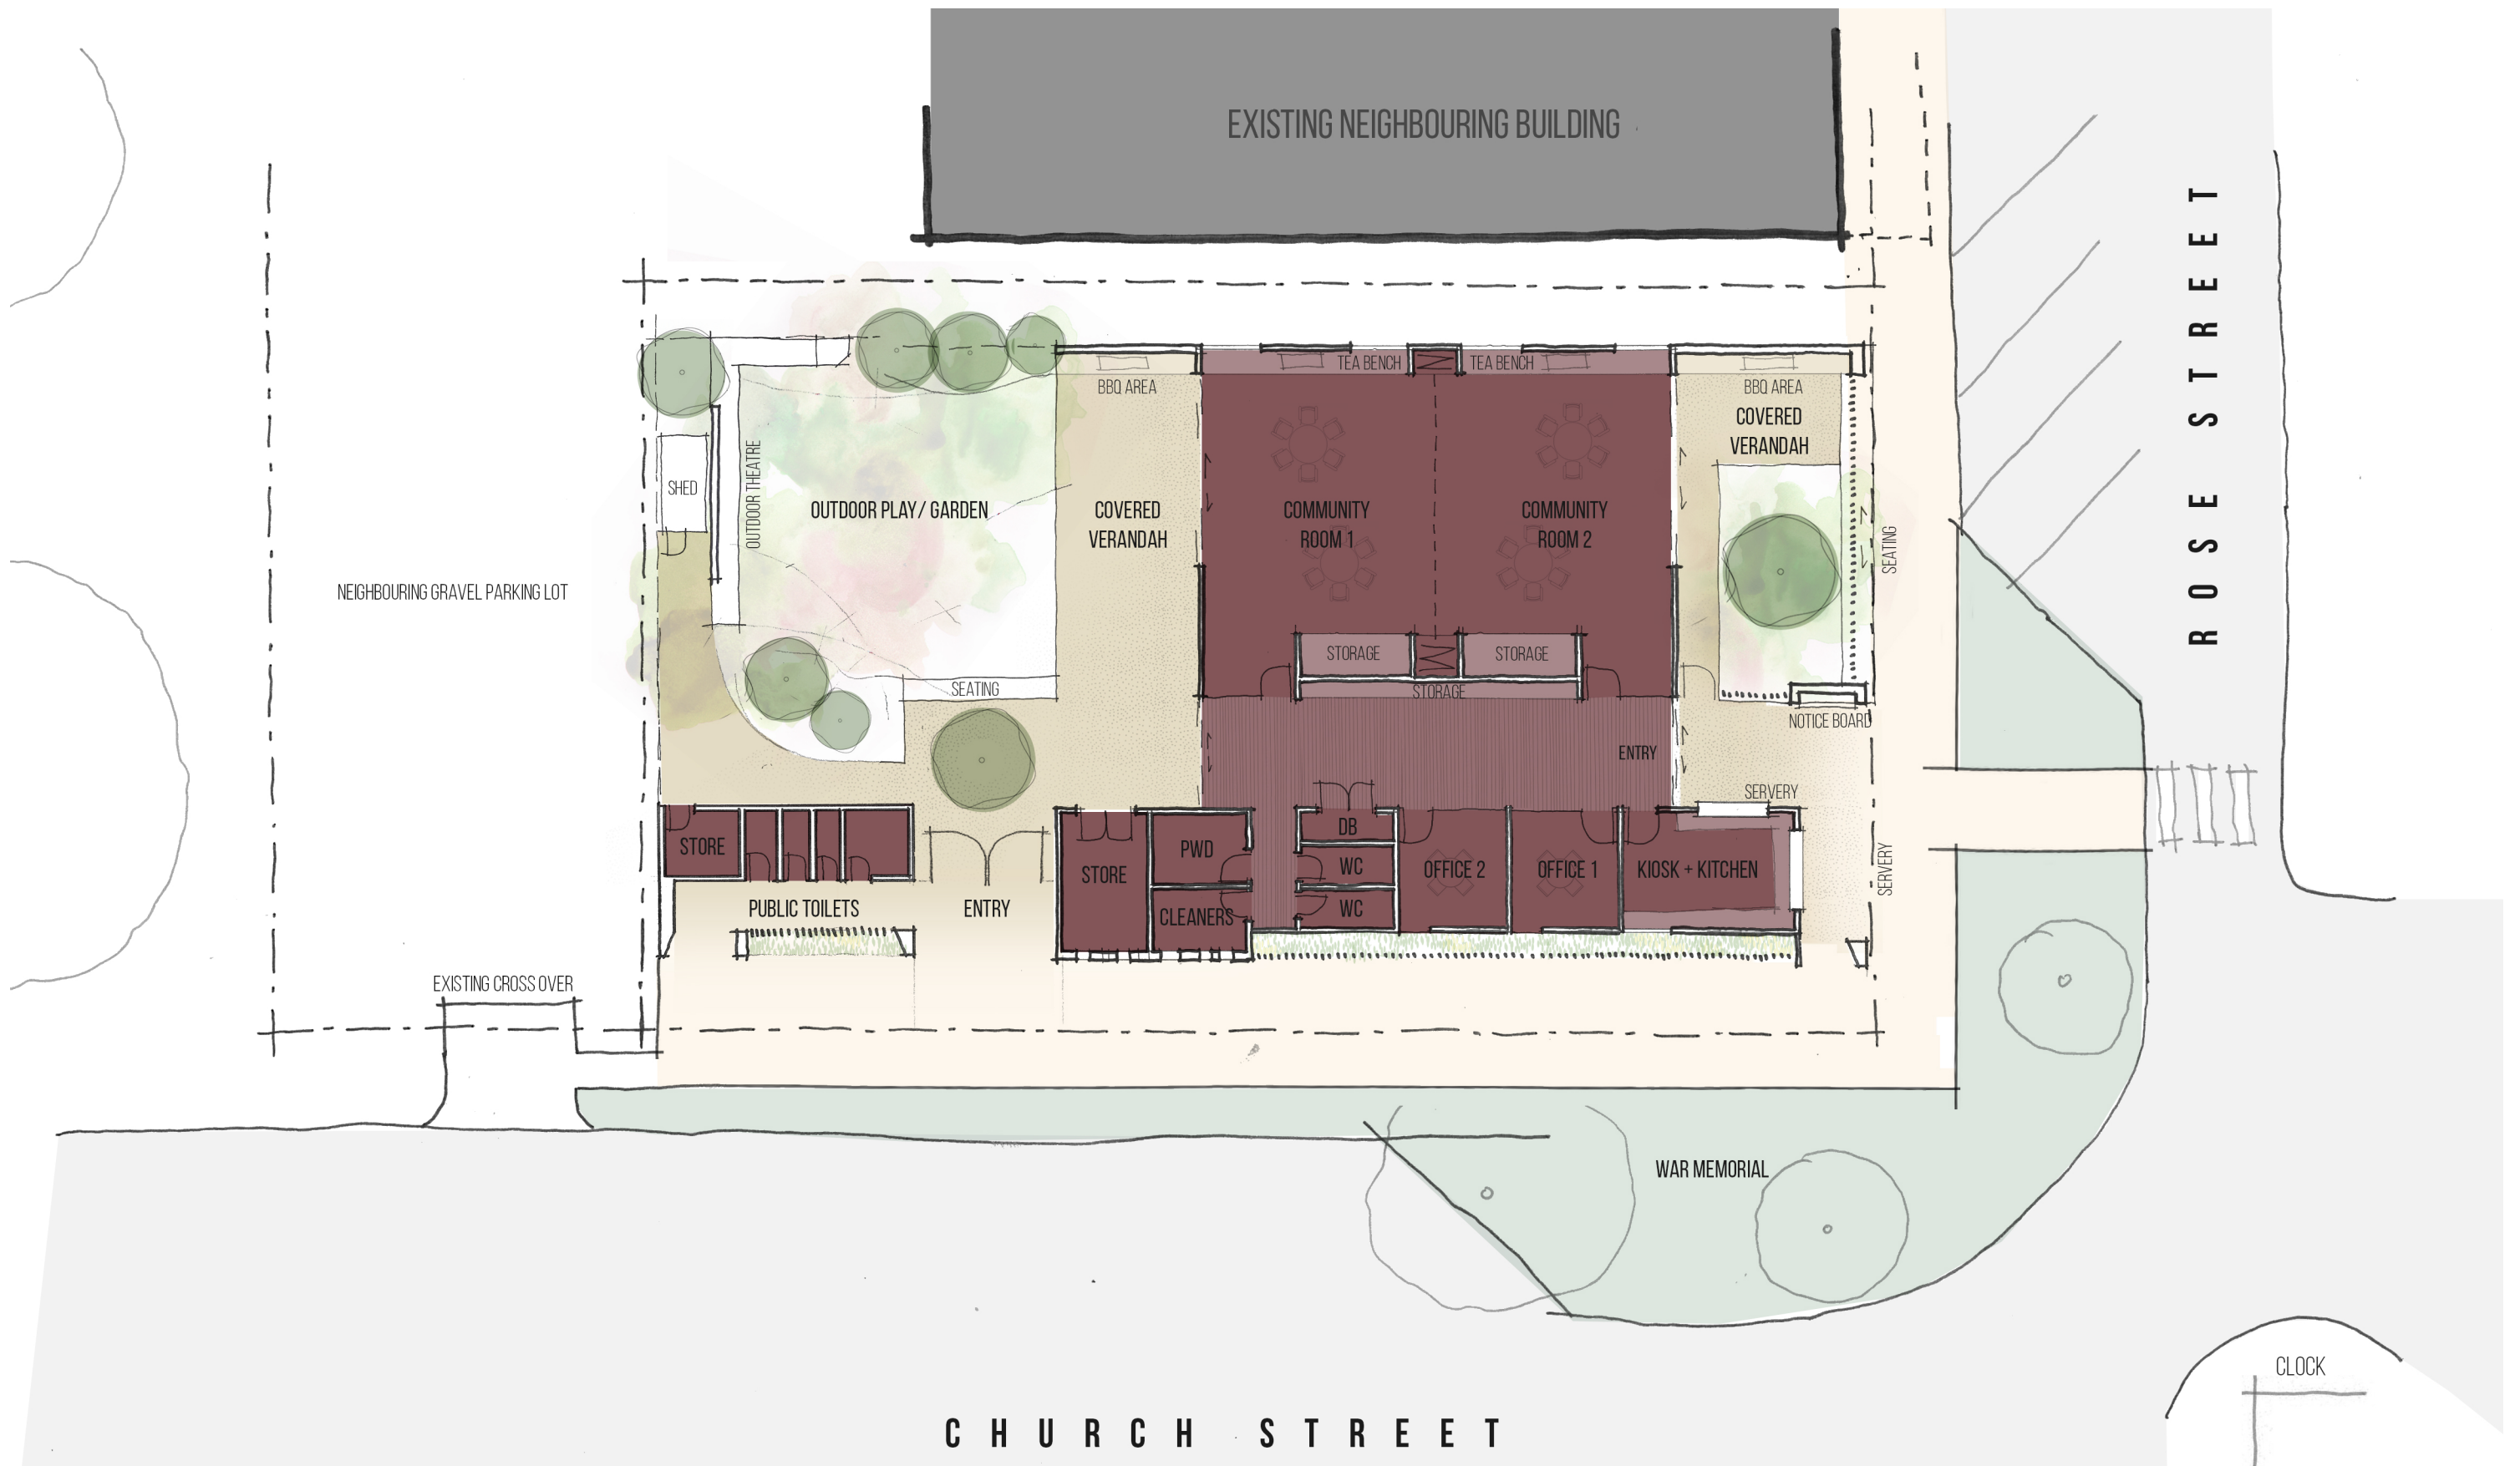 EXISTING NEIGHBOURING BUILDING
ROSE STREET
TEA BENCH
TEA BENCH
BBQ AREA
BBQ AREA
COVERED
VERANDAH
SHED
OUTDOOR THEATRE
OUTDOOR PLAY/ GARDEN
COVERED
VERANDAH
COMMUNITY
ROOM 1
COMMUNITY
ROOM 2
SEATING
NEIGHBOURING GRAVEL PARKING LOT
STORAGE
STORAGE
SEATING
STORAGE
NOTICE BOARD
ENTRY
SERVERY
STORE
PWD
DB
STORE
WC
OFFICE 2
OFFICE 1
KIOSK + KITCHEN
SERVERY
PUBLIC TOILETS
ENTRY
CLEANERS
WC
EXISTING CROSS OVER
WAR MEMORIAL
CLOCK
CHURCH STREET